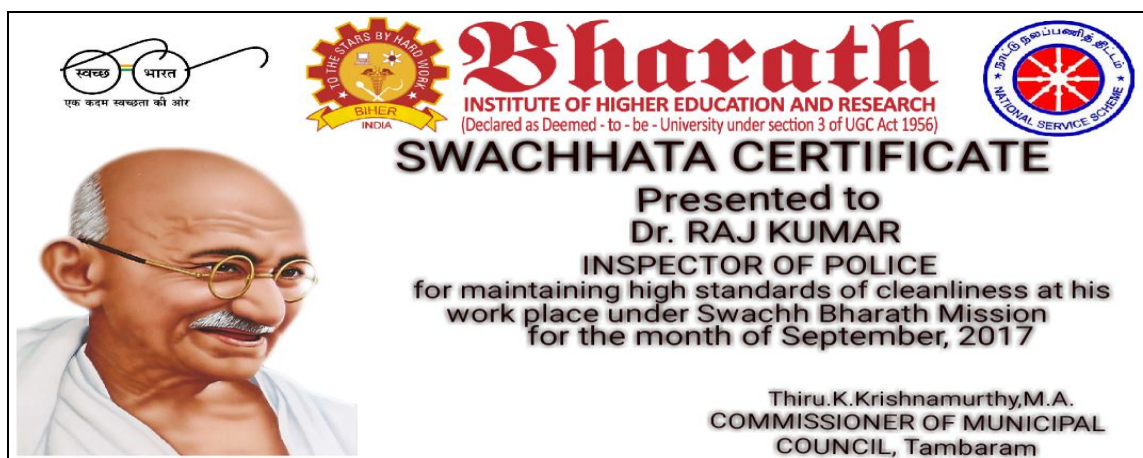 स्वच्छ भारत
एक कदम स्वच्छता की ओर
TO THE STARS BY HARD WORK
BIHER
INDIA
Bharath
INSTITUTE OF HIGHER EDUCATION AND RESEARCH
(Declared as Deemed - to - be - University under section 3 of UGC Act 1956)
நாட்டு நலப்பணித் திட்டம்
NATIONAL SERVICE SCHEME
SWACHHATA CERTIFICATE
Presented to
Dr. RAJ KUMAR
INSPECTOR OF POLICE
for maintaining high standards of cleanliness at his
work place under Swachh Bharath Mission
for the month of September, 2017
Thiru.K.Krishnamurthy,M.A.
COMMISSIONER OF MUNICIPAL
COUNCIL, Tambaram